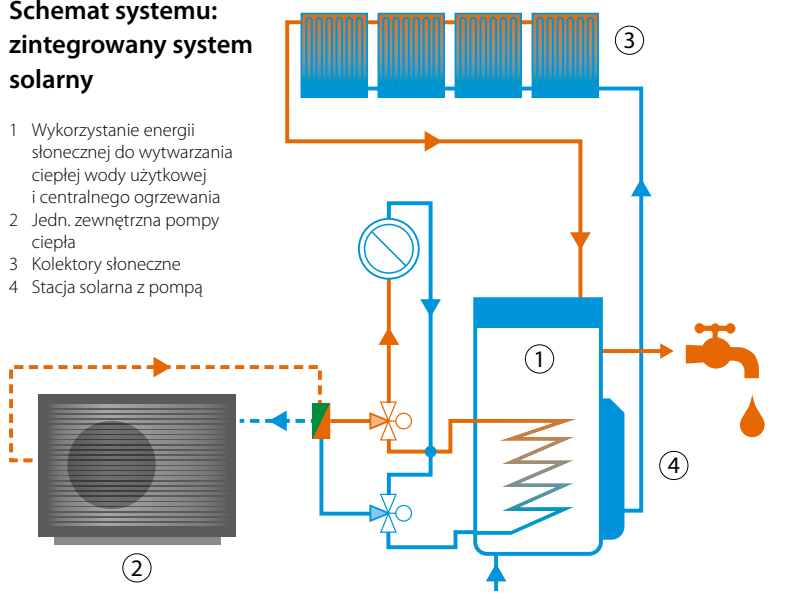 Schemat systemu:
zintegrowany system
solarny
1 Wykorzystanie energii
słonecznej do wytwarzania
ciepłej wody użytkowej
i centralnego ogrzewania
2 Jedn. zewnętrzna pompy
ciepła
3 Kolektory słoneczne
4 Stacja solarna z pompą
3
1
4
2